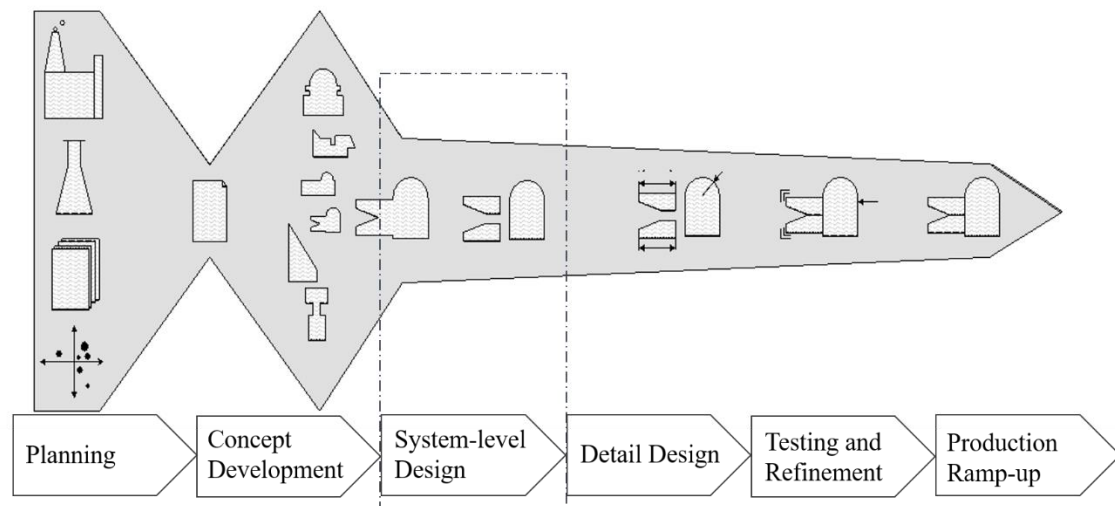 Planning
Concept
Development
System-level
Design
Detail Design
Testing and
Refinement
Production
Ramp-up